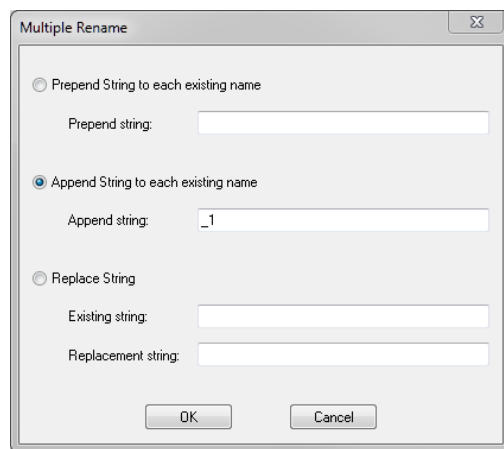 Multiple Rename
Prepend String to each existing name
Prepend string:
Append String to each existing name
Append string: _1
Replace String
Existing string:
Replacement string:
OK Cancel